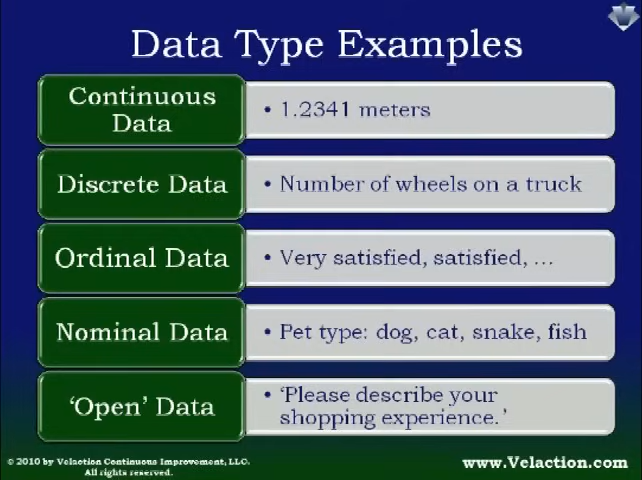 Data Type Examples
Continuous
Data
• 1.2341 meters
Discrete Data
• Number of wheels on a truck
Ordinal Data
• Very satisfied, satisfied, ...
Nominal Data
• Pet type: dog, cat, snake, fish
‘Open’ Data
• ‘Please describe your
shopping experience.’
© 2010 by Velaction Continuous Improvement, LLC.
All rights reserved.
www.Velaction.com